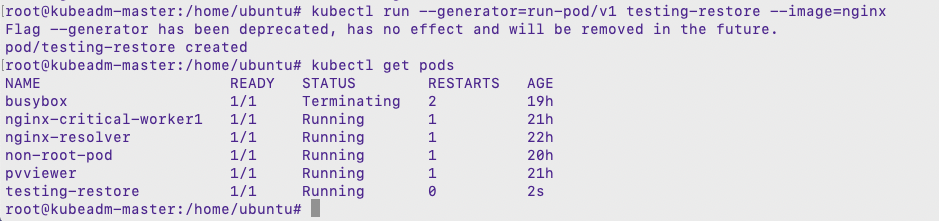 [root@kubeadm-master:/home/ubuntu# kubectl run --generator=run-pod/v1 testing-restore --image=nginx
Flag --generator has been deprecated, has no effect and will be removed in the future.
pod/testing-restore created
[root@kubeadm-master:/home/ubuntu# kubectl get pods
NAME READY STATUS RESTARTS AGE
busybox 1/1 Terminating 2 19h
nginx-critical-worker1 1/1 Running 1 21h
nginx-resolver 1/1 Running 1 22h
non-root-pod 1/1 Running 1 20h
pvviewer 1/1 Running 1 21h
testing-restore 1/1 Running 0 2s
root@kubeadm-master:/home/ubuntu#